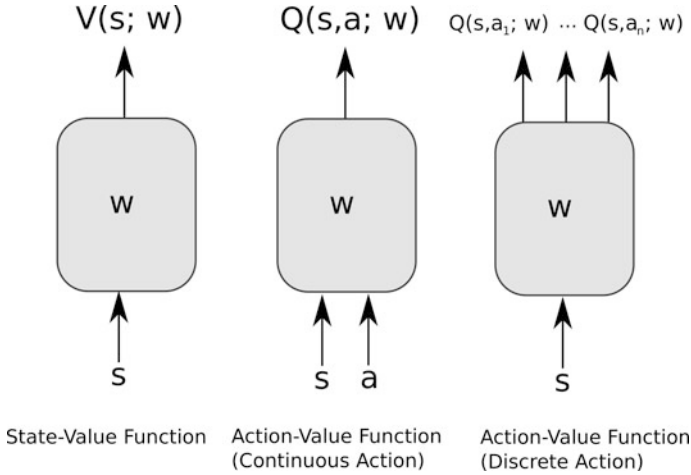 V(s; w)
Q(s,a; w)
Q(s,a₁; w) ... Q(s,aₙ; w)
w
w
w
s
s
a
s
State-Value Function
Action-Value Function
(Continuous Action)
Action-Value Function
(Discrete Action)